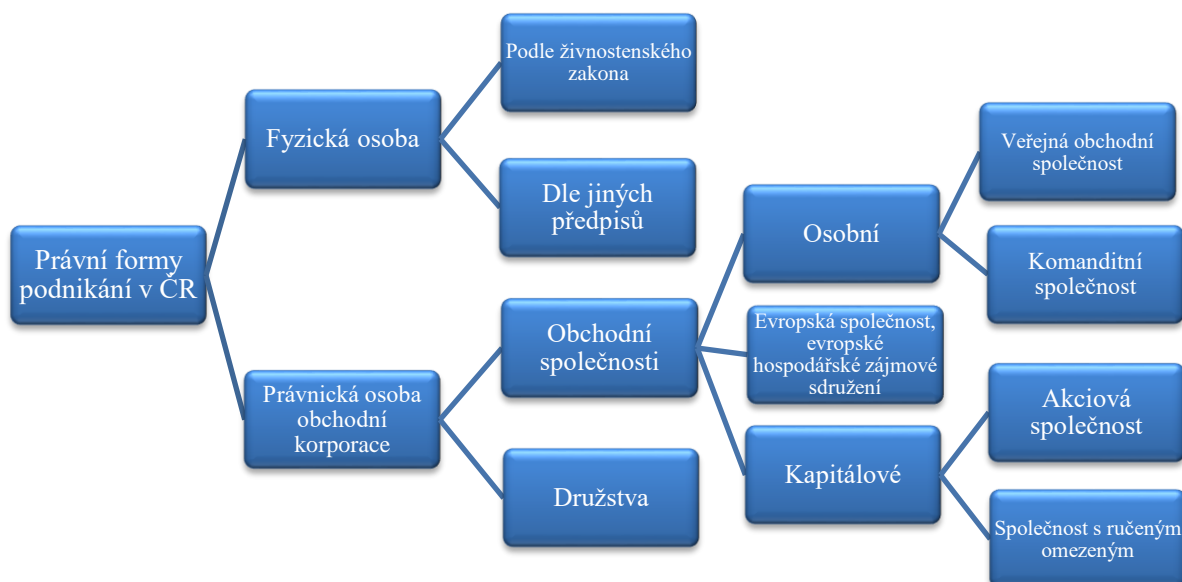 Právní formy
podnikání v ČR
Fyzická osoba
Podle živnostenského
zakona
Dle jiných
předpisů
Právnická osoba
obchodní
korporace
Obchodní
společnosti
Osobní
Veřejná obchodní
společnost
Komanditní
společnost
Evropská společnost,
evropské
hospodářské zájmové
sdružení
Kapitálové
Akciová
společnost
Společnost s ručeným
omezeným
Družstva